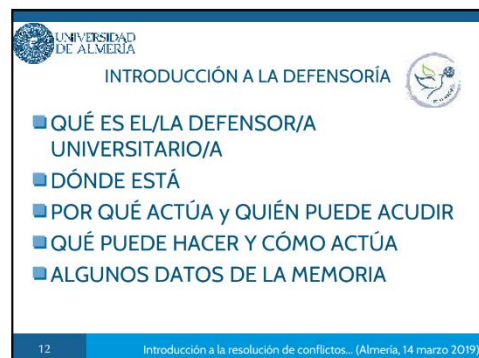 UNIVERSIDAD
DE ALMERÍA
INTRODUCCIÓN A LA DEFENSORÍA
QUÉ ES EL/LA DEFENSOR/A
UNIVERSITARIO/A
DÓNDE ESTÁ
POR QUÉ ACTÚA y QUIÉN PUEDE ACUDIR
QUÉ PUEDE HACER Y CÓMO ACTÚA
ALGUNOS DATOS DE LA MEMORIA
12
Introducción a la resolución de conflictos... (Almería, 14 marzo 2019)